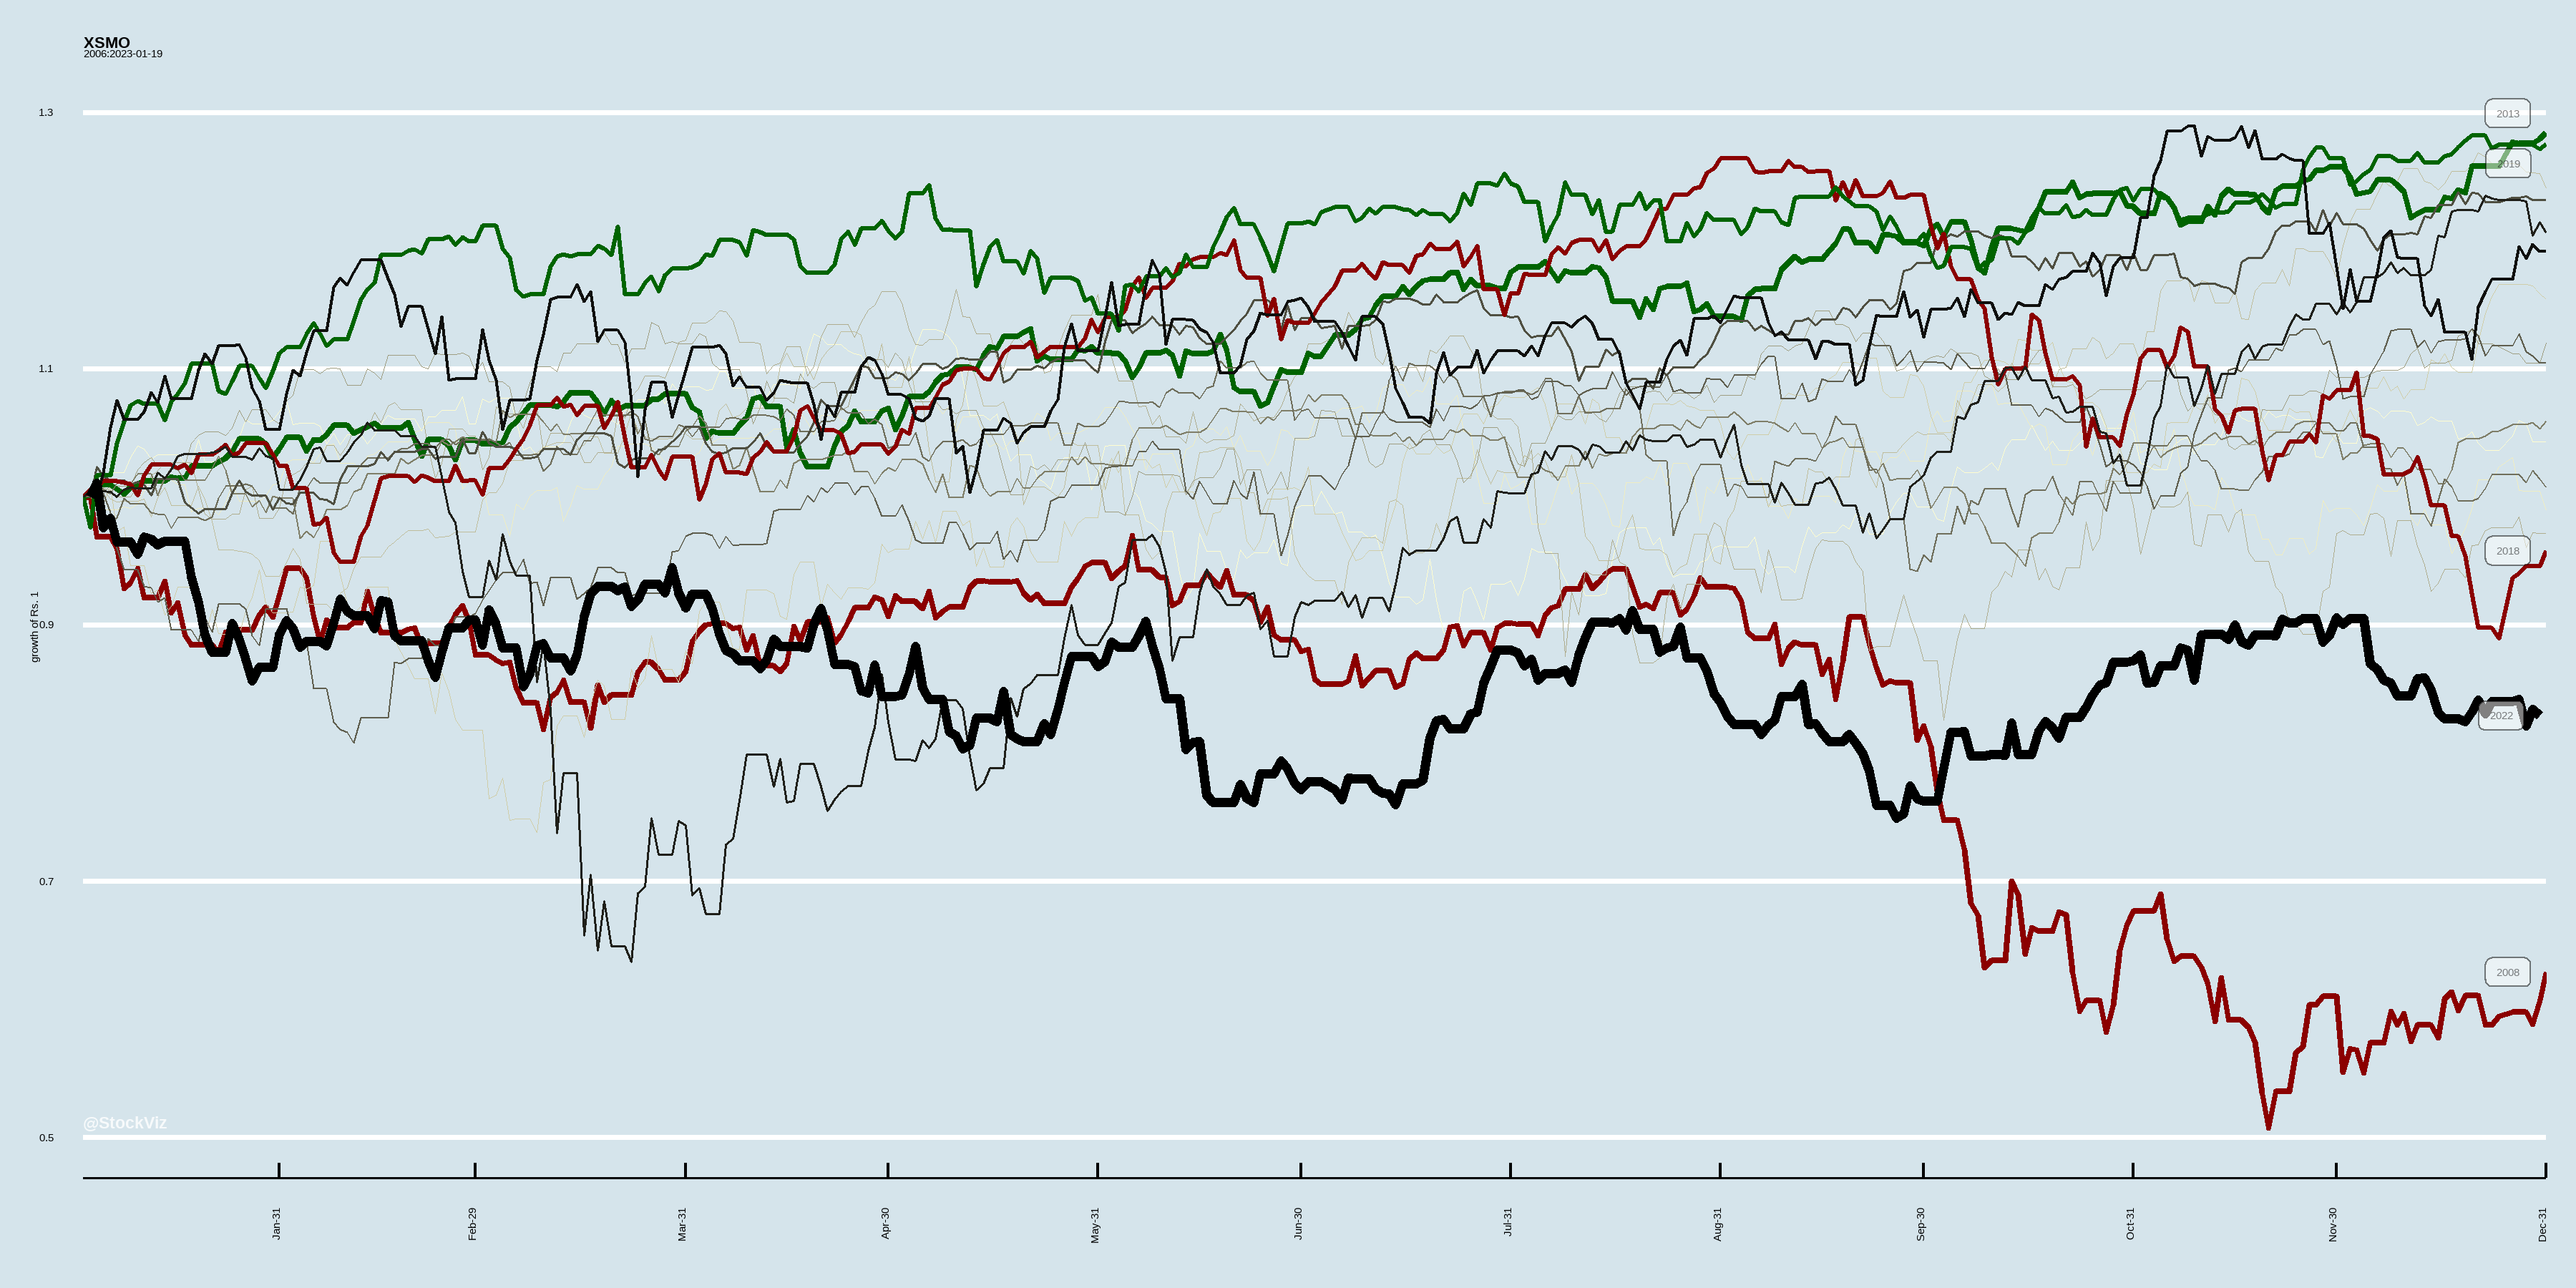 XSMO
2006:2023-01-19
growth of Rs. 1
1.3
1.1
0.9
0.7
0.5
2013
2019
2018
2022
2008
@StockViz
Jan-31
Feb-29
Mar-31
Apr-30
May-31
Jun-30
Jul-31
Aug-31
Sep-30
Oct-31
Nov-30
Dec-31